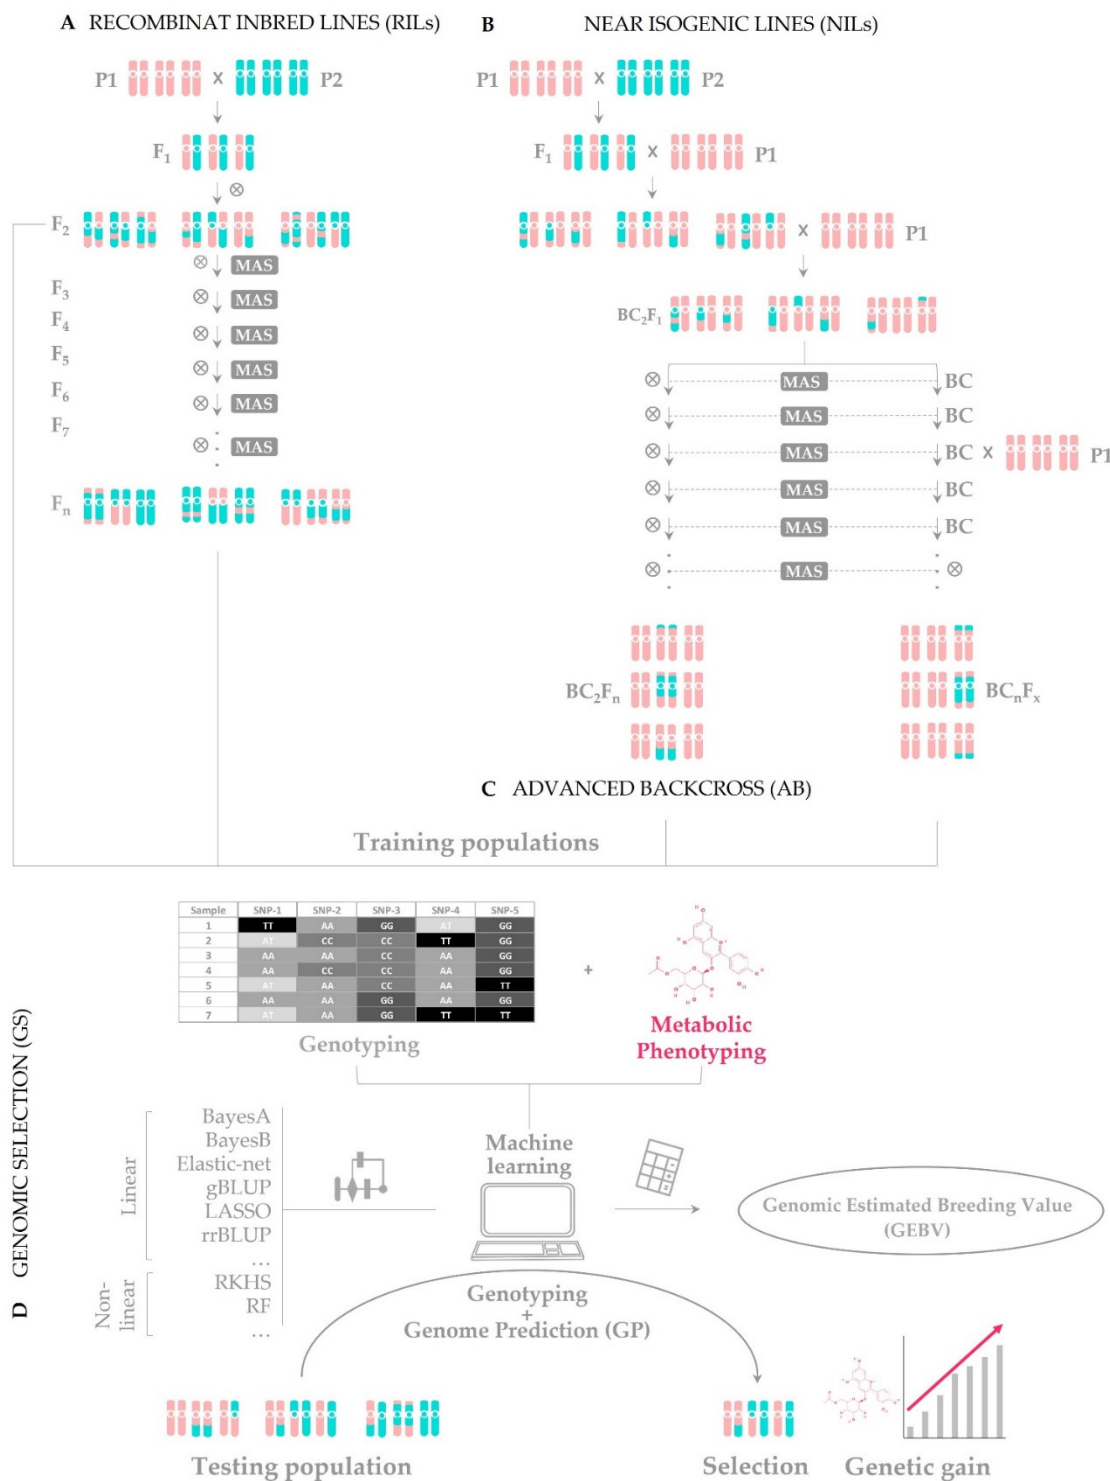 A RECOMBINAT INBRED LINES (RILs)
P1 × P2
F1
⊗
F2
⊗ MAS
F3
⊗ MAS
F4
⊗ MAS
F5
⊗ MAS
F6
⊗ MAS
F7
⊗ MAS
Fn
B NEAR ISOGENIC LINES (NILs)
P1 × P2
F1 × P1
× P1
BC2F1
⊗ MAS BC
⊗ MAS BC
⊗ MAS BC × P1
⊗ MAS BC
⊗ MAS BC
⊗ MAS ⊗
BC2Fn BCnFx
C ADVANCED BACKCROSS (AB)
Training populations
D GENOMIC SELECTION (GS)
Sample SNP-1 SNP-2 SNP-3 SNP-4 SNP-5
1 TT AA GG AT GG
2 AT CC CC TT GG
3 AA AA CC AA GG
4 AA CC CC AA GG
5 AT AA CC AA TT
6 AA AA GG AA GG
7 AT AA GG TT TT
Genotyping
+
Metabolic
Phenotyping
Linear
BayesA
BayesB
Elastic-net
gBLUP
LASSO
rrBLUP
...
Non-
linear
RKHS
RF
...
Machine
learning
Genomic Estimated Breeding Value
(GEBV)
Genotyping
+
Genome Prediction (GP)
Testing population
Selection
Genetic gain